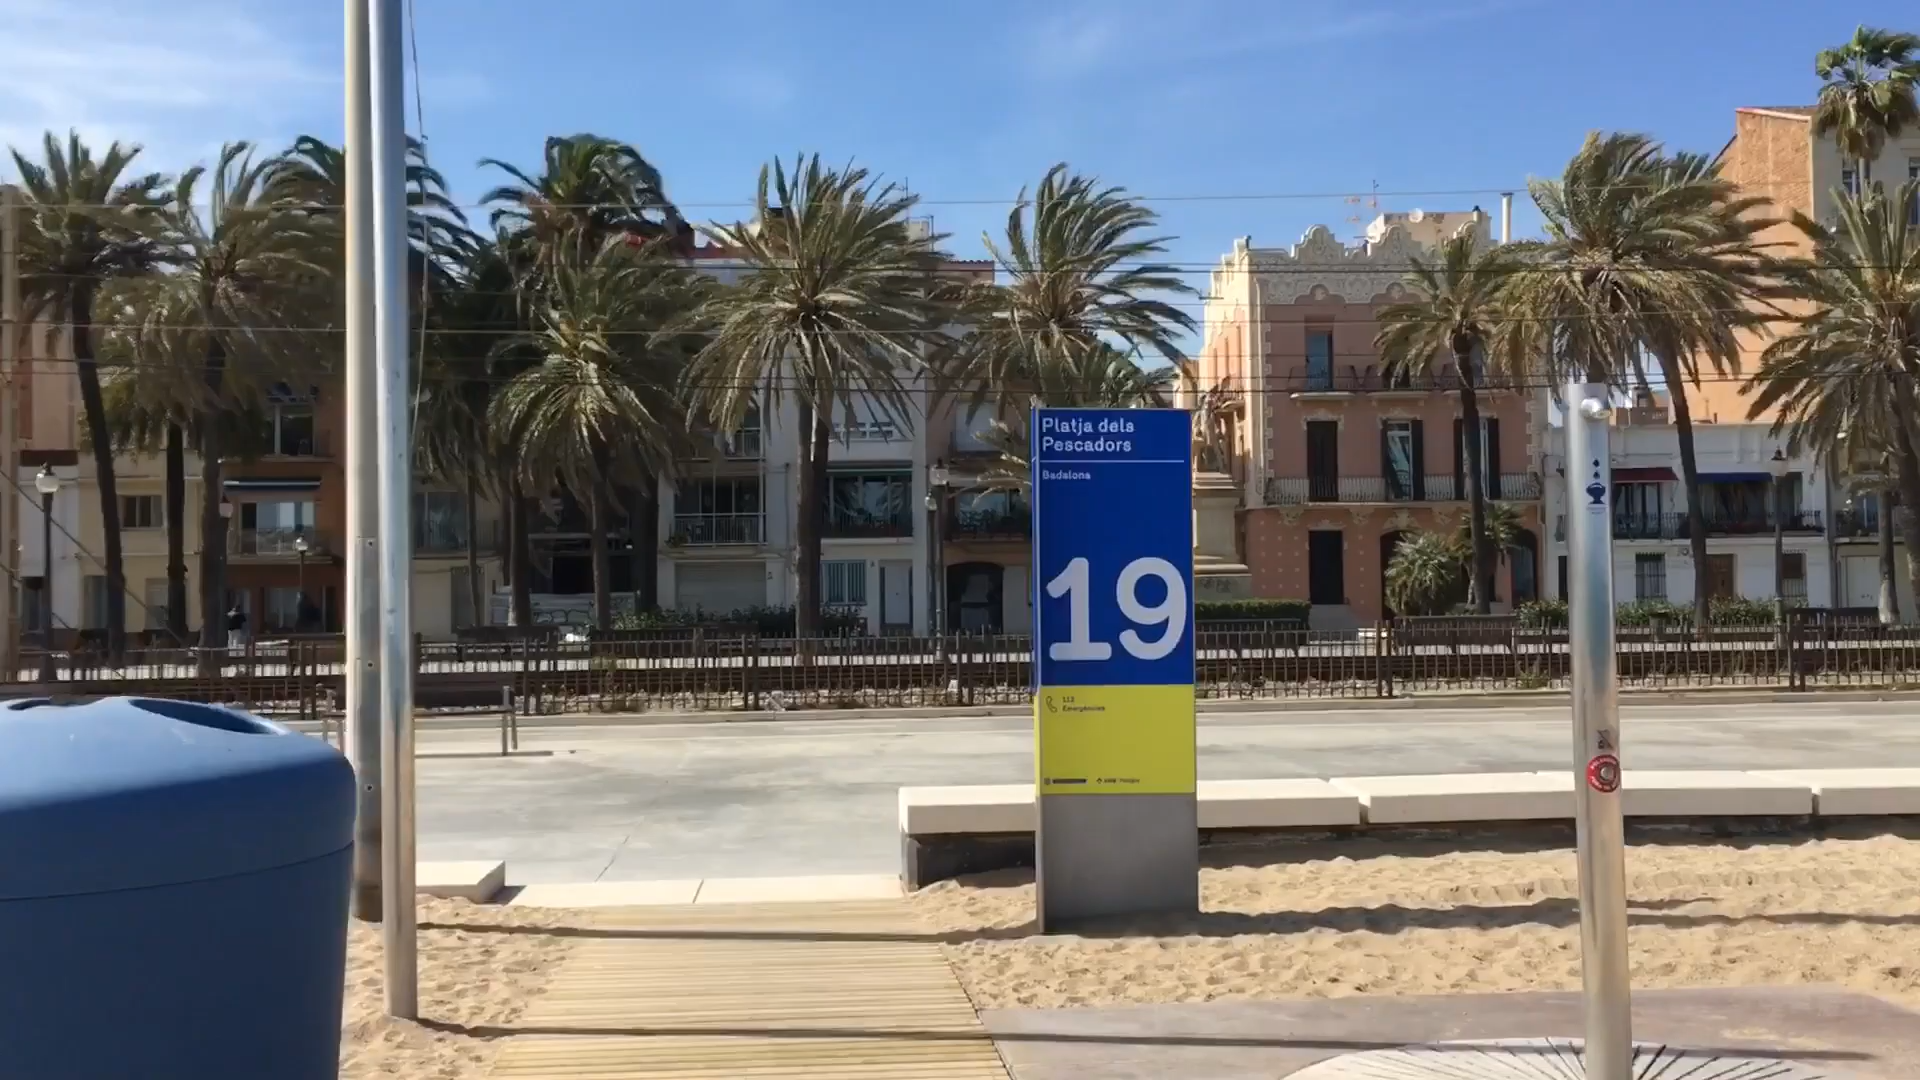 Platja dels
Pescadors
Badalona
19
112
Emergències